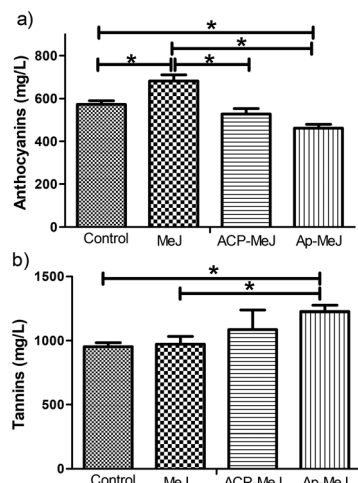 a)
*
*
* *
Anthocyanins (mg/L)
800
600
400
200
0
Control MeJ ACP-MeJ Ap-MeJ
b)
*
*
Tannins (mg/L)
1500
1000
500
0
Control MeJ ACP-MeJ Ap-MeJ